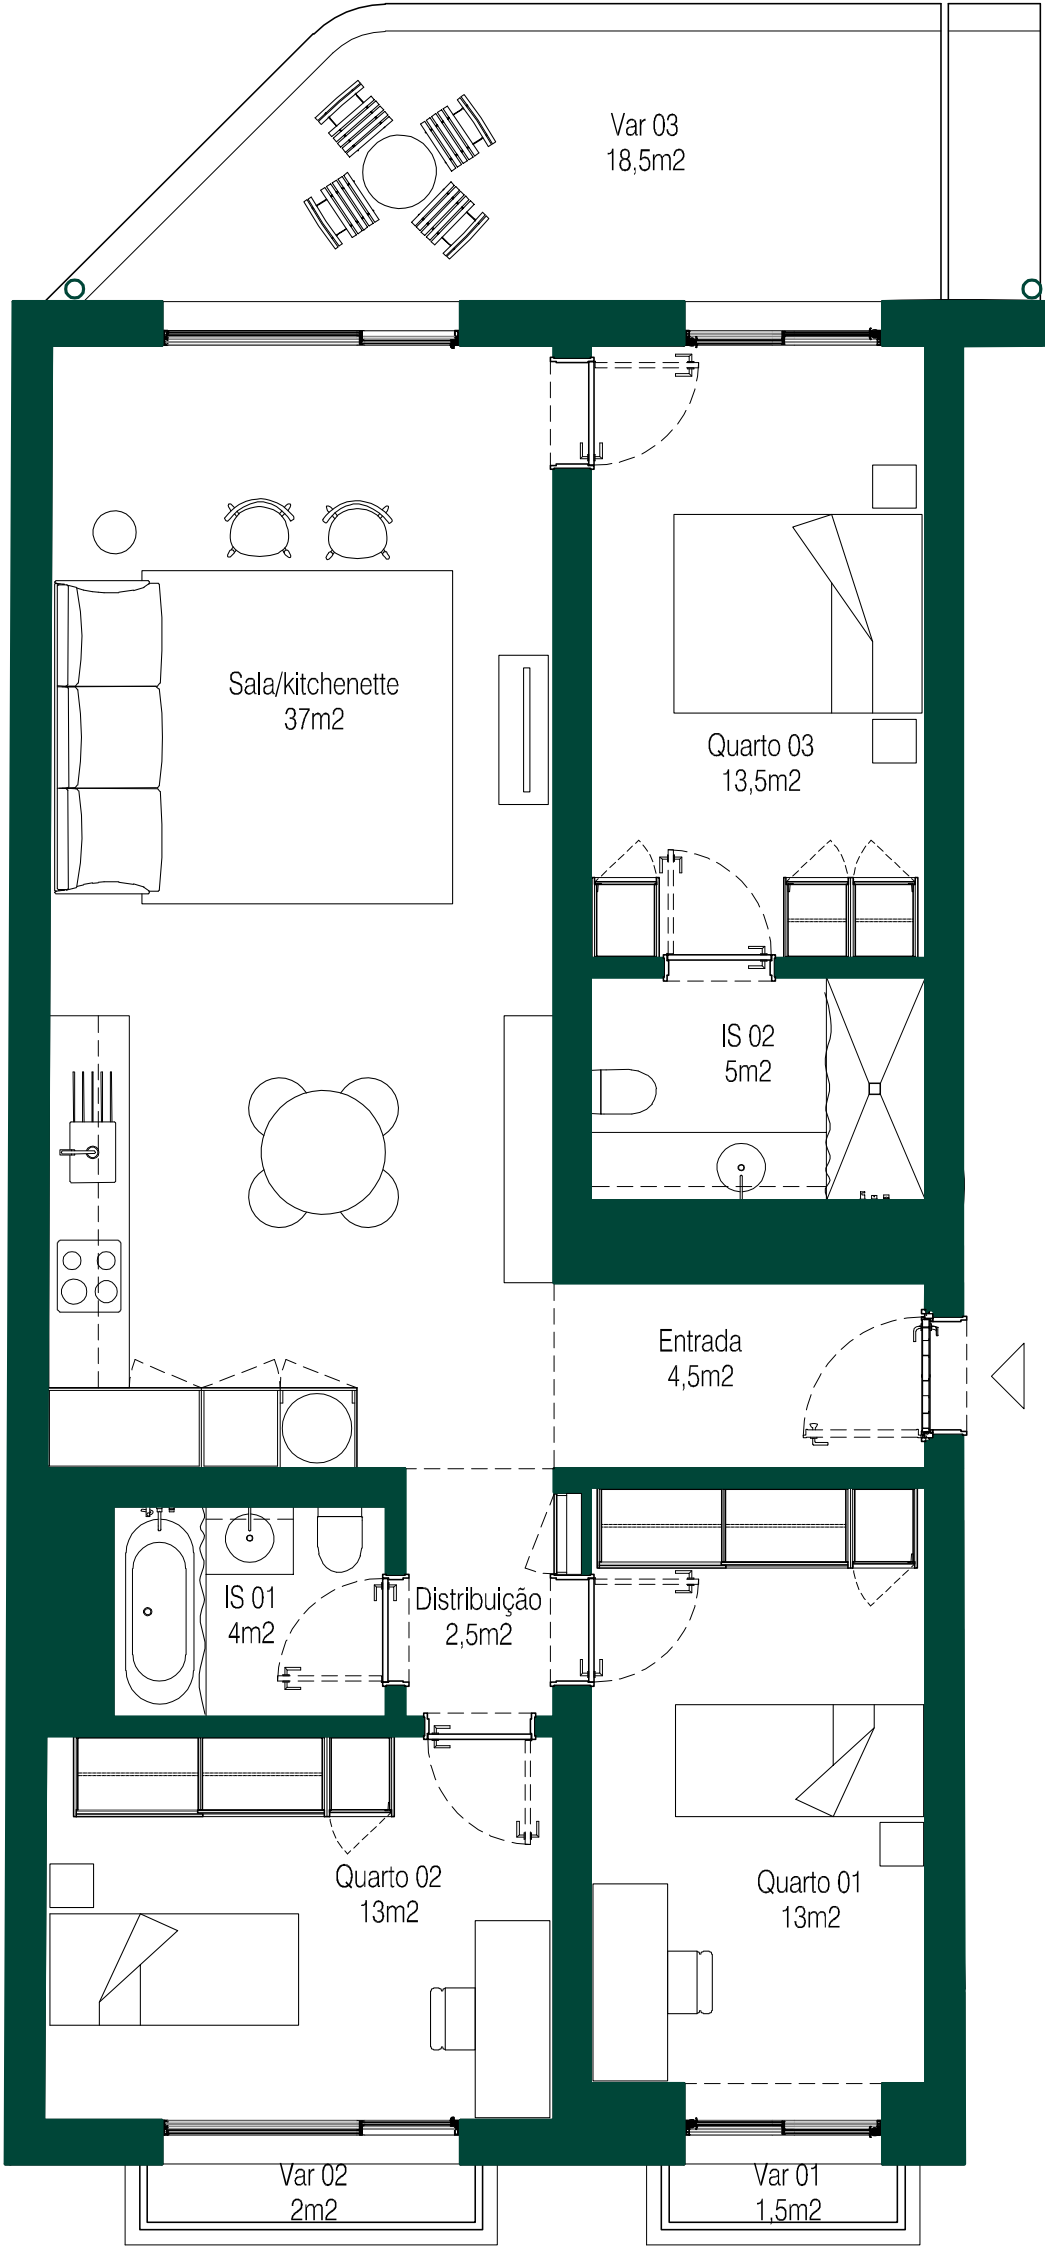 Var 03
18,5m2
Sala/kitchenette
37m2
Quarto 03
13,5m2
IS 02
5m2
Entrada
4,5m2
IS 01
4m2
Distribuição
2,5m2
Quarto 02
13m2
Quarto 01
13m2
Var 02
2m2
Var 01
1,5m2